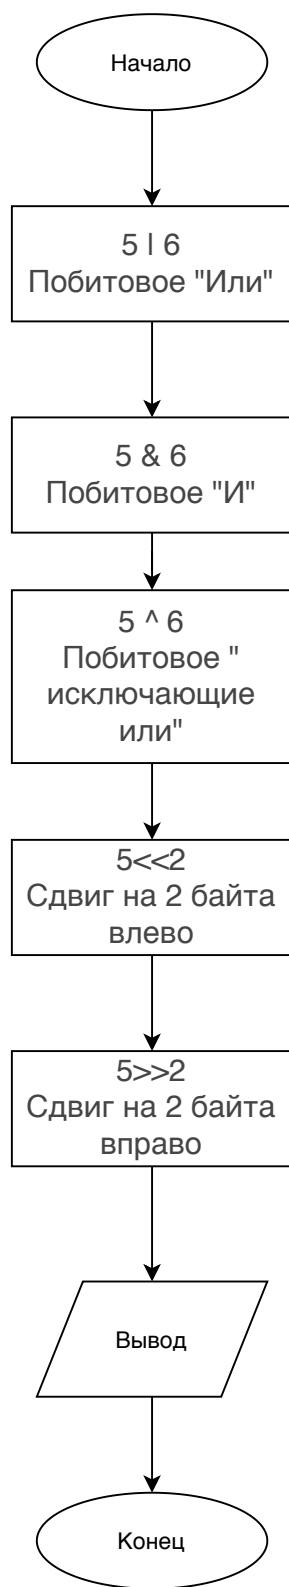 Начало
5 | 6
Побитовое "Или"
5 & 6
Побитовое "И"
5 ^ 6
Побитовое "
исключающие
или"
5<<2
Сдвиг на 2 байта
влево
5>>2
Сдвиг на 2 байта
вправо
Вывод
Конец